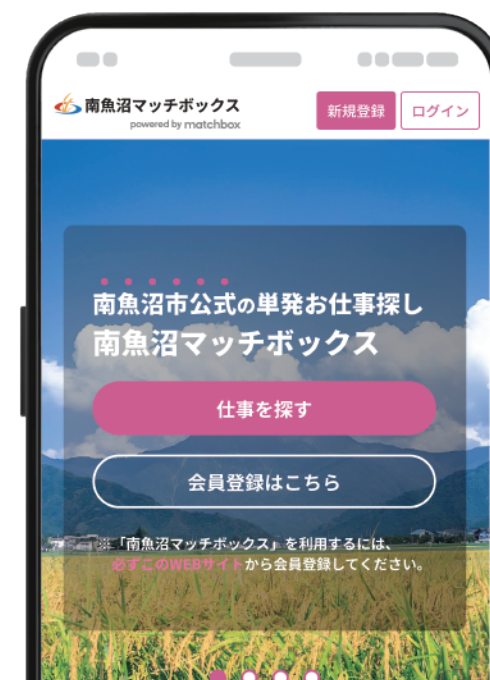 南魚沼マッチボックス
powered by matchbox
新規登録
ログイン
南魚沼市公式の単発お仕事探し
南魚沼マッチボックス
仕事を探す
会員登録はこちら
※「南魚沼マッチボックス」を利用するには、
必ずこのWEBサイトから会員登録してください。